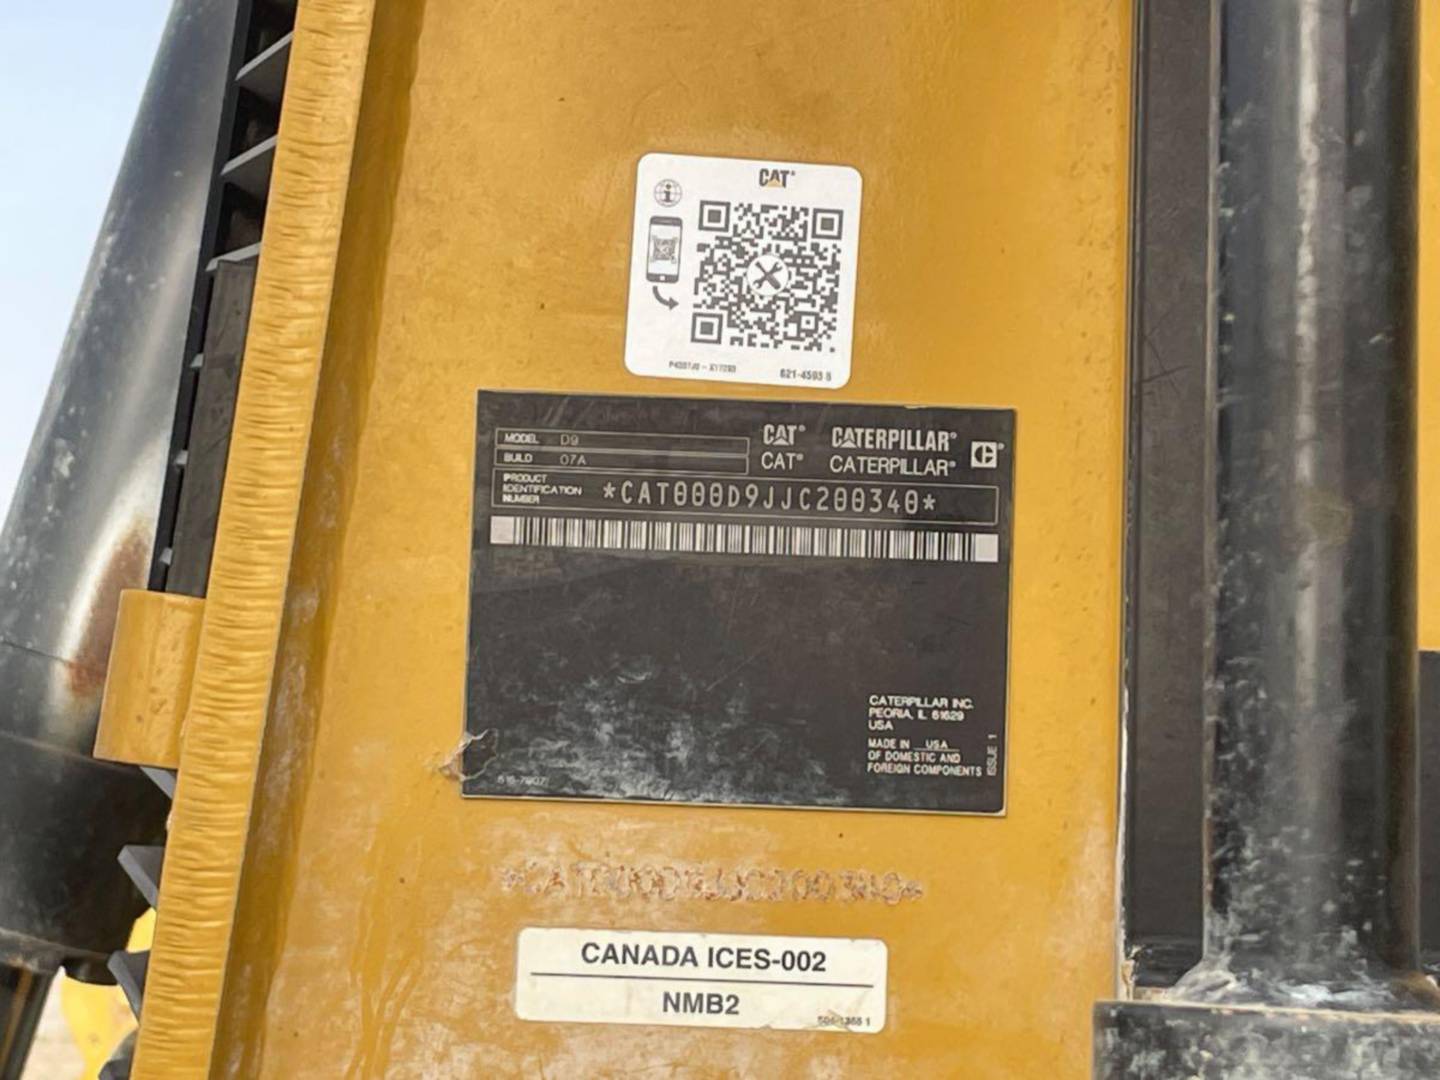 CAT®
621-4593 8
MODEL D9
BUILD 07A
CAT® CATERPILLAR®
CAT® CATERPILLAR®
PRODUCT
IDENTIFICATION
NUMBER
*CAT000D9JJC200340*
CATERPILLAR INC.
PEORIA, IL 61629
USA
MADE IN USA
OF DOMESTIC AND
FOREIGN COMPONENTS
ISSUE 1
CANADA ICES-002
NMB2